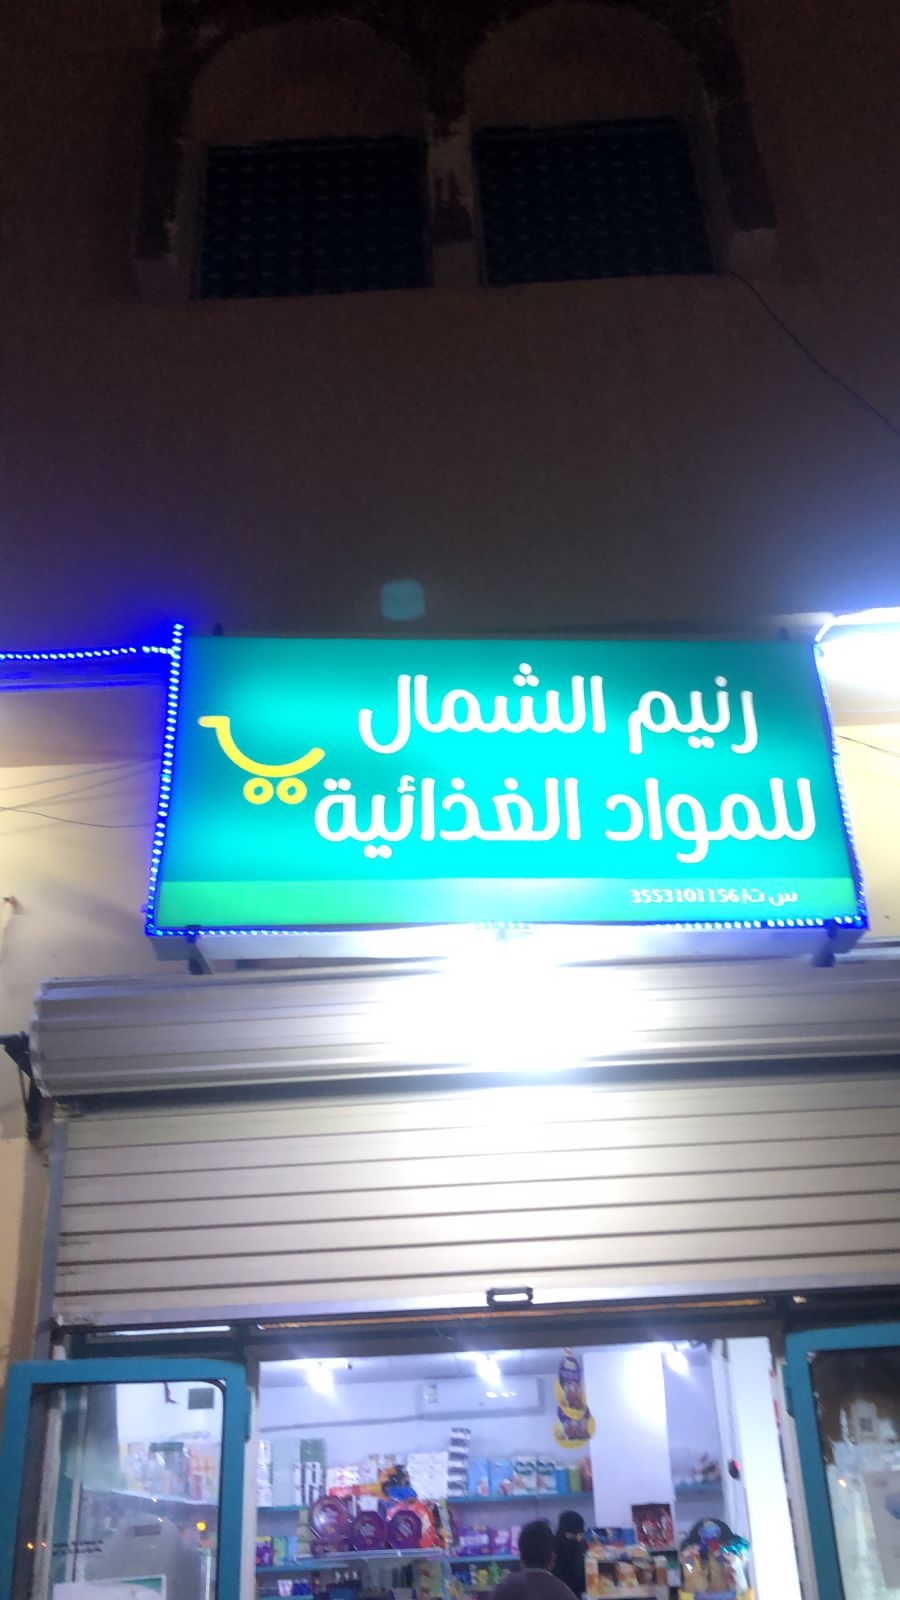 رنيم الشمال
للمواد الغذائية
س ت/3553101156